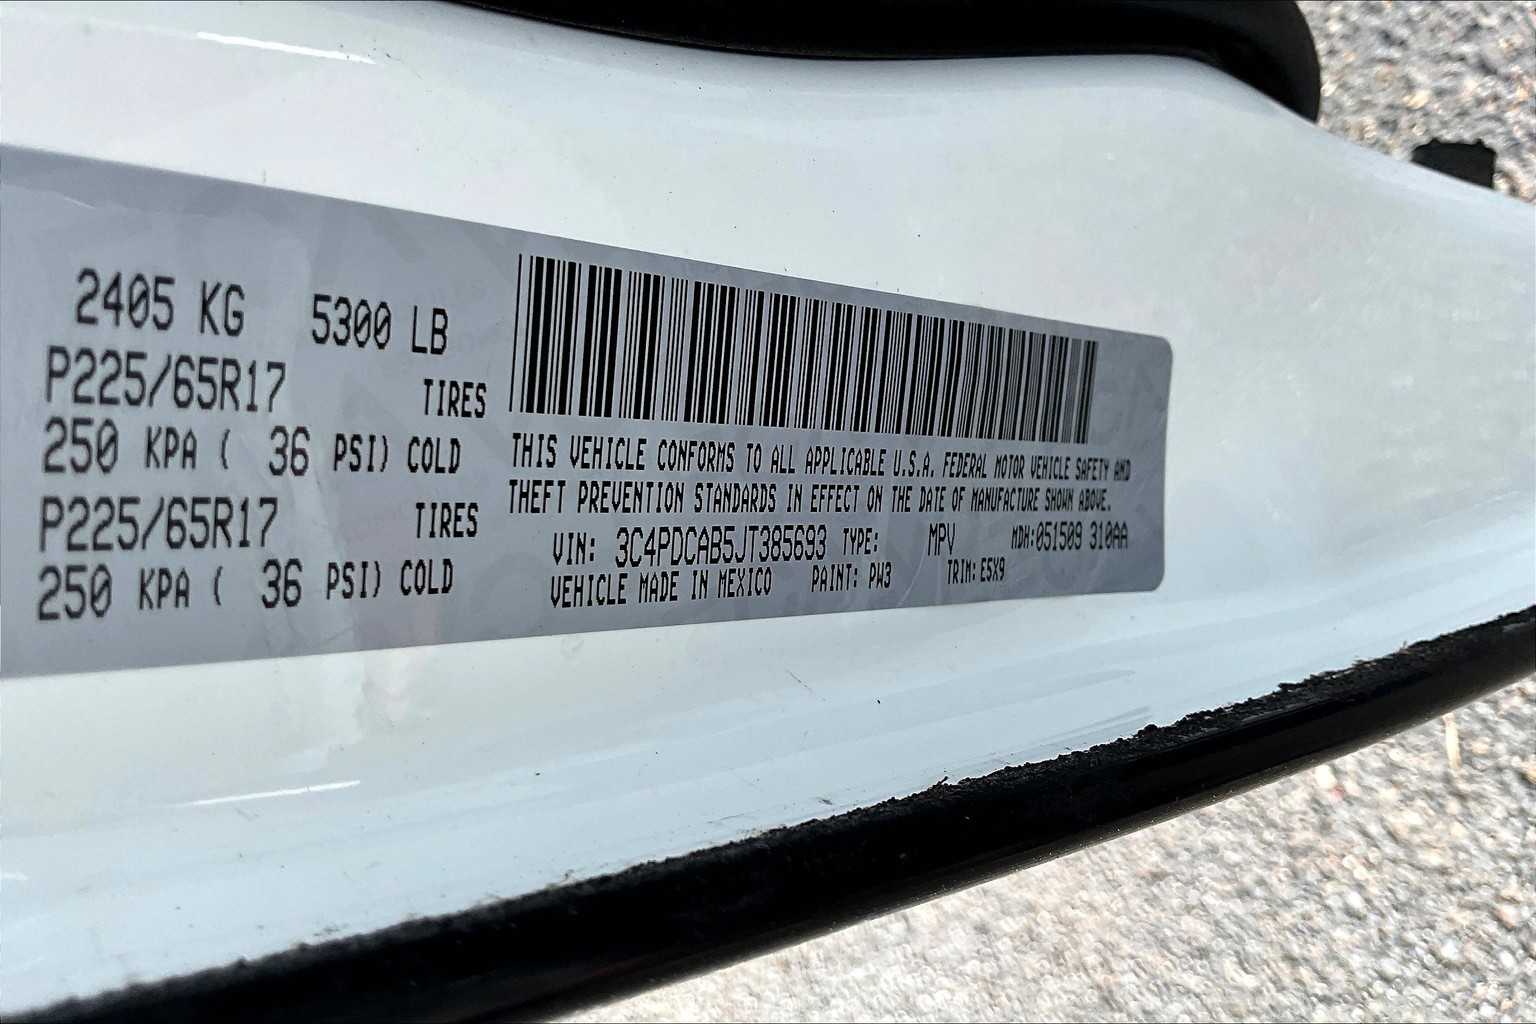 2405 KG 5300 LB
P225/65R17 TIRES
250 KPA ( 36 PSI) COLD
P225/65R17 TIRES
250 KPA ( 36 PSI) COLD
THIS VEHICLE CONFORMS TO ALL APPLICABLE U.S.A. FEDERAL MOTOR VEHICLE SAFETY AND
THEFT PREVENTION STANDARDS IN EFFECT ON THE DATE OF MANUFACTURE SHOWN ABOVE.
VIN: 3C4PDCAB5JT385693 TYPE: MPV MDH:051509 310AA
VEHICLE MADE IN MEXICO PAINT: PW3 TRIM: E5X9